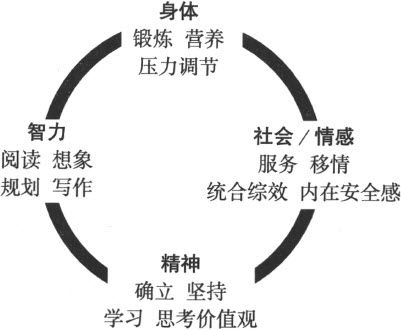 身体
锻炼 营养
压力调节
智力
阅读 想象
规划 写作
社会/情感
服务 移情
统合综效 内在安全感
精神
确立 坚持
学习 思考价值观